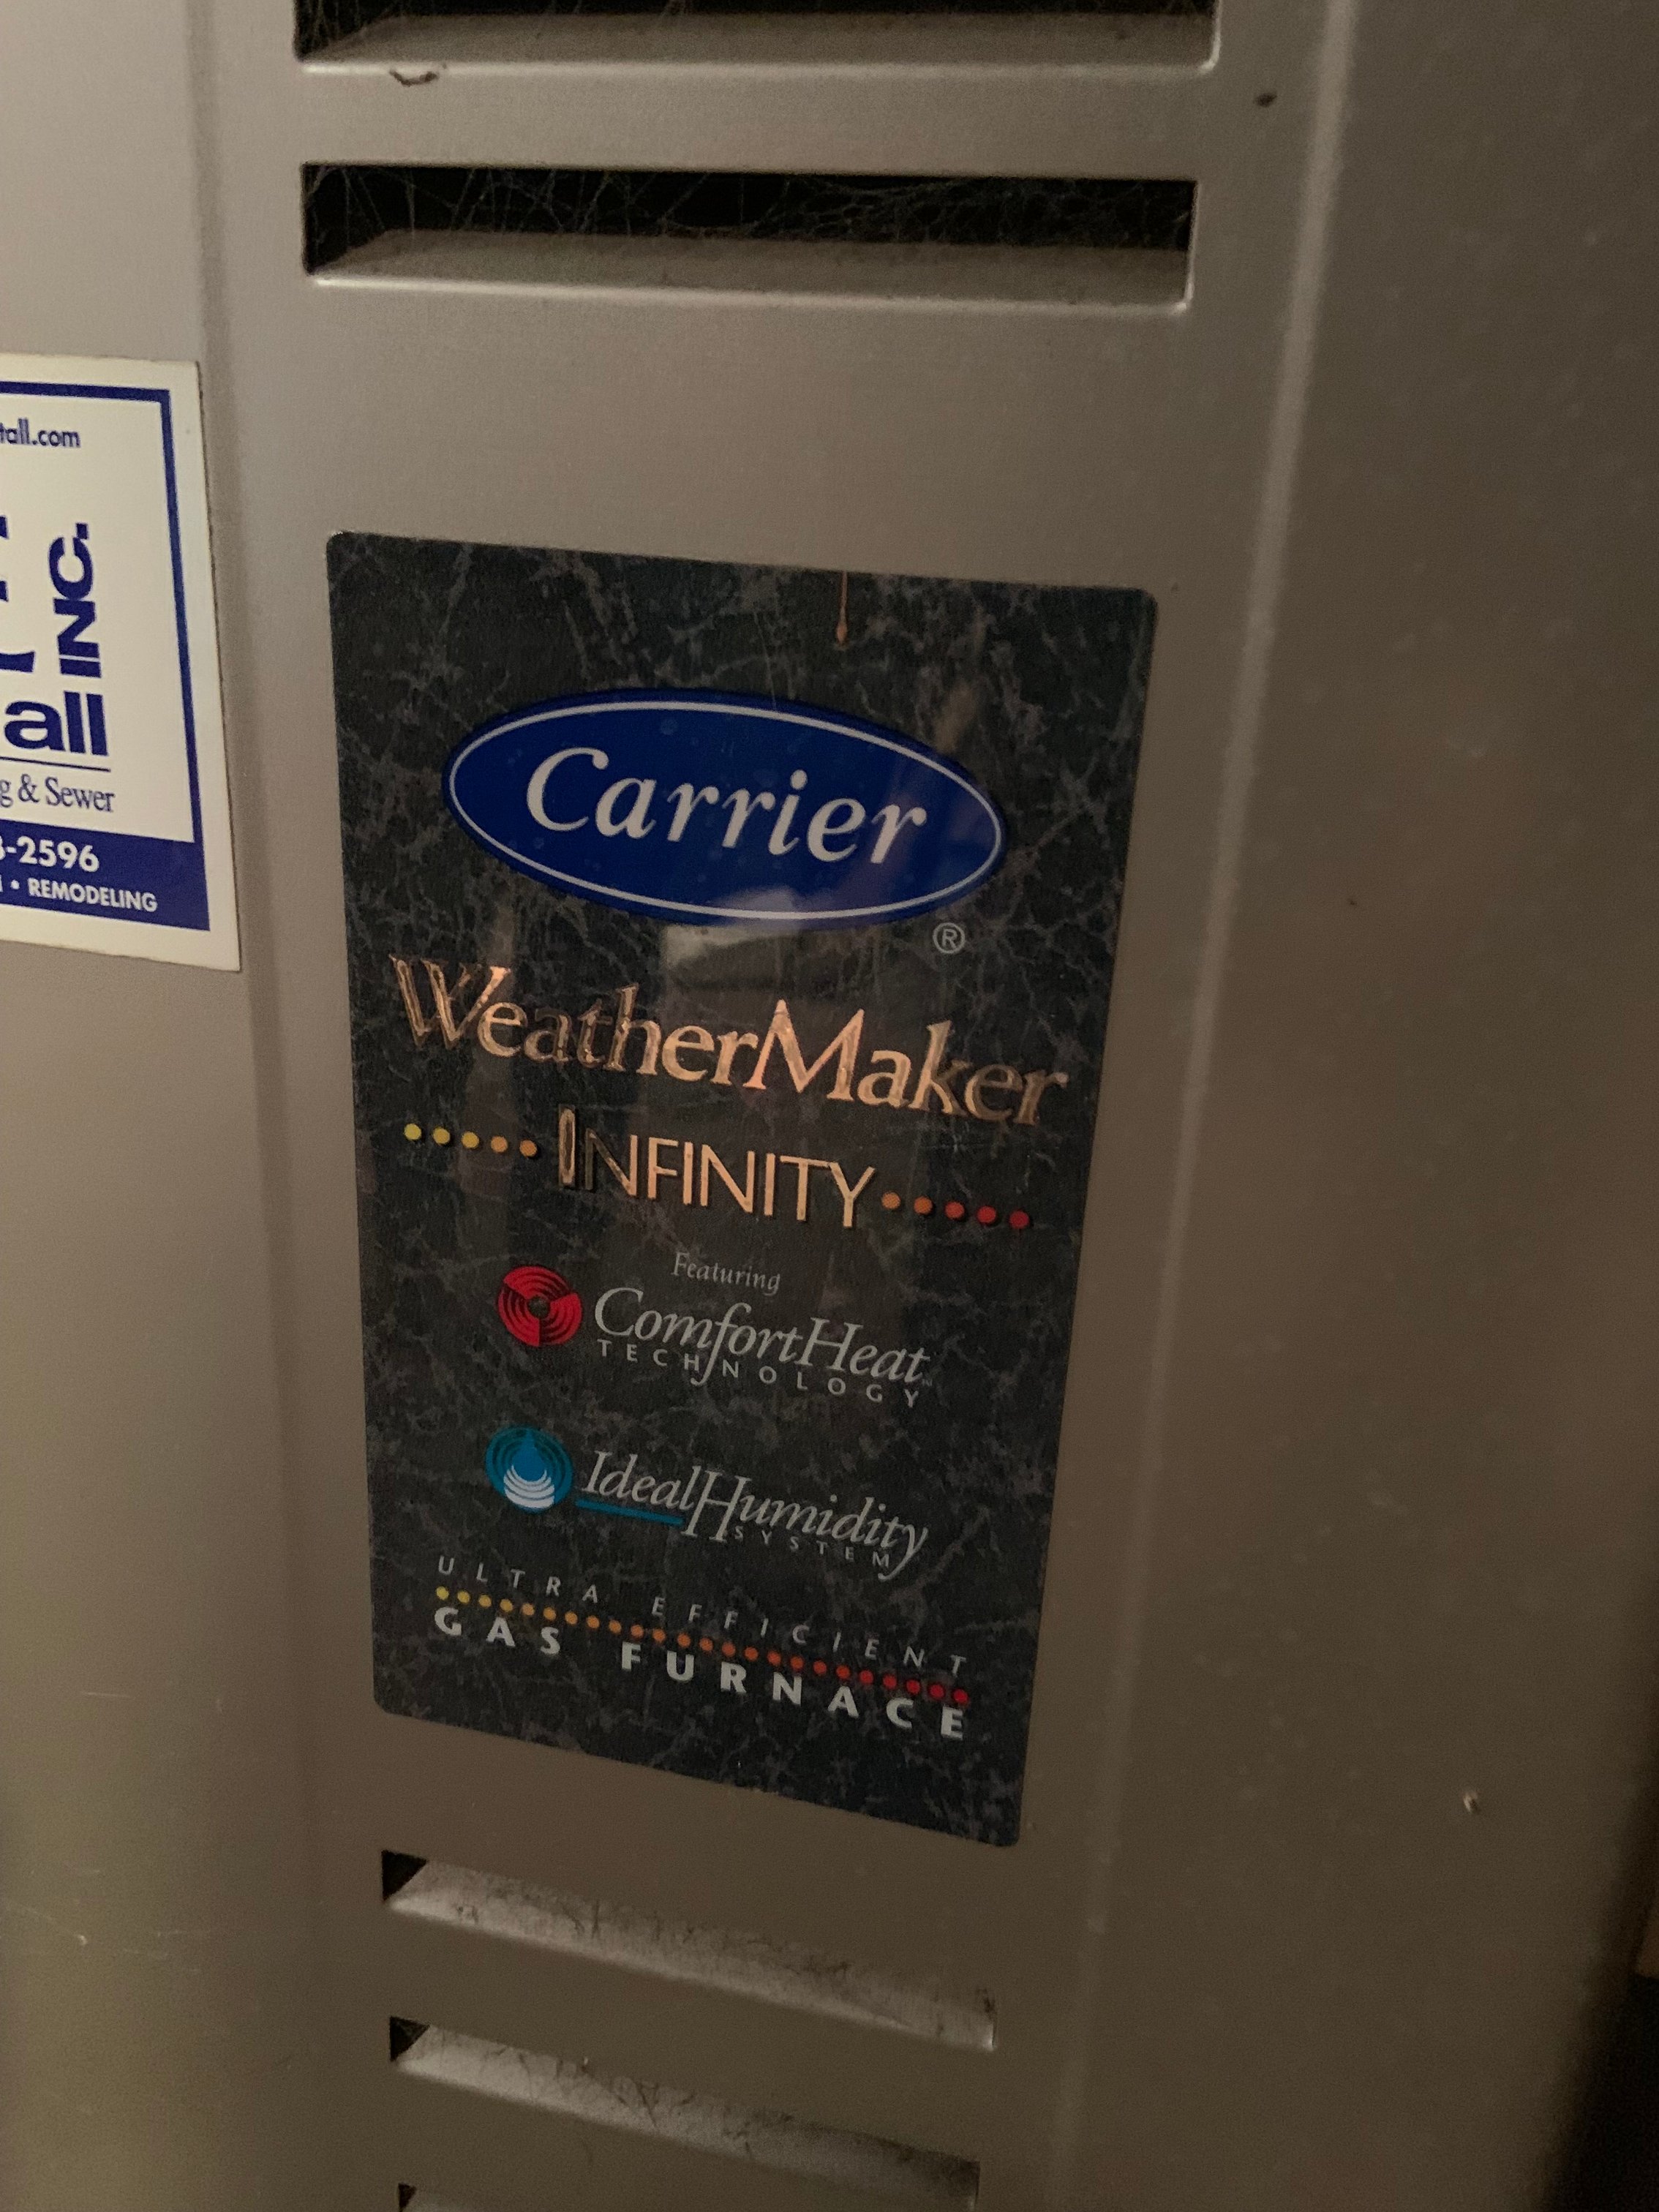 tall.com
INC.
all
g & Sewer
-2596
• REMODELING
Carrier
®
WeatherMaker
INFINITY
Featuring
ComfortHeat
TECHNOLOGY
IdealHumidity
SYSTEM
ULTRA EFFICIENT
GAS FURNACE